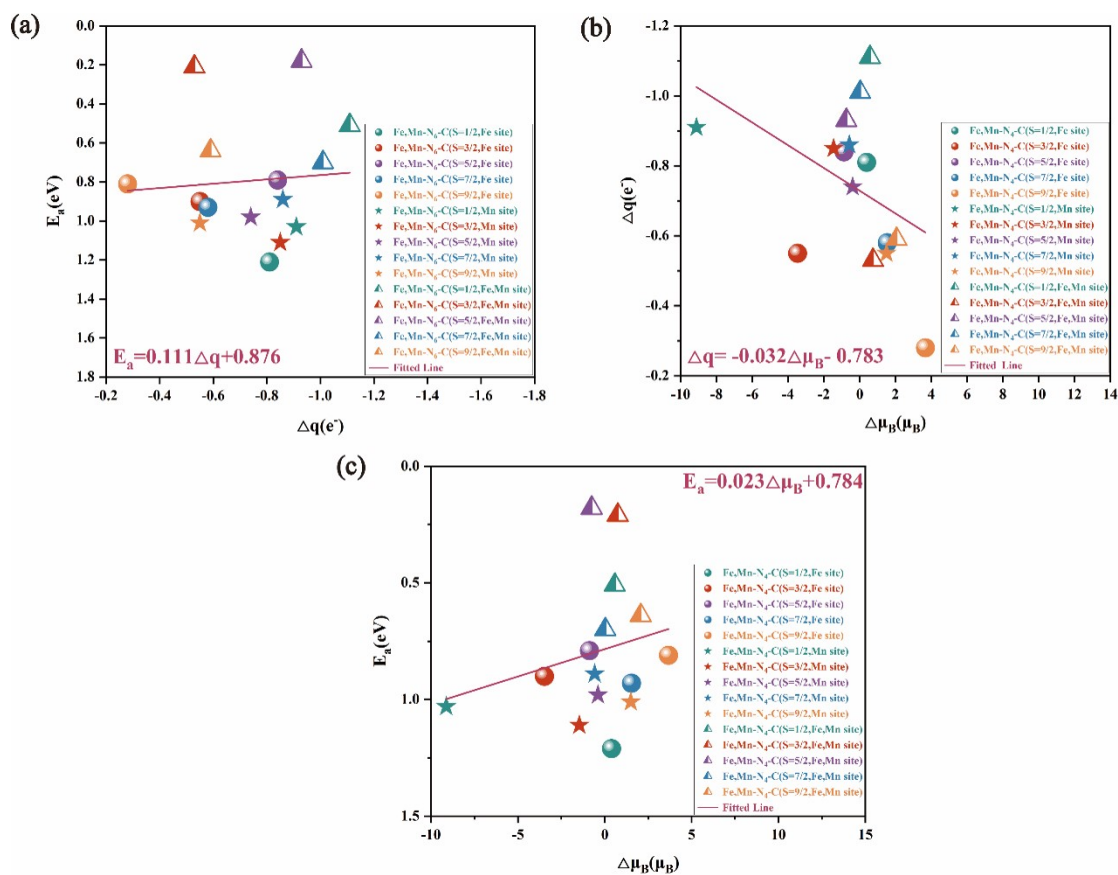 (a)
0.0
0.2
0.4
0.6
0.8
1.0
1.2
1.4
1.6
1.8
Eₐ(eV)
Fe,Mn-N₆-C(S=1/2,Fe site)
Fe,Mn-N₆-C(S=3/2,Fe site)
Fe,Mn-N₆-C(S=5/2,Fe site)
Fe,Mn-N₆-C(S=7/2,Fe site)
Fe,Mn-N₆-C(S=9/2,Fe site)
Fe,Mn-N₆-C(S=1/2,Mn site)
Fe,Mn-N₆-C(S=3/2,Mn site)
Fe,Mn-N₆-C(S=5/2,Mn site)
Fe,Mn-N₆-C(S=7/2,Mn site)
Fe,Mn-N₆-C(S=9/2,Mn site)
Fe,Mn-N₆-C(S=1/2,Fe,Mn site)
Fe,Mn-N₆-C(S=3/2,Fe,Mn site)
Fe,Mn-N₆-C(S=5/2,Fe,Mn site)
Fe,Mn-N₆-C(S=7/2,Fe,Mn site)
Fe,Mn-N₆-C(S=9/2,Fe,Mn site)
Fitted Line
Eₐ=0.111△q+0.876
-0.2 -0.4 -0.6 -0.8 -1.0 -1.2 -1.4 -1.6 -1.8
△q(e⁻)
(b)
-1.2
-1.0
-0.8
-0.6
-0.4
-0.2
△q(e⁻)
Fe,Mn-N₄-C(S=1/2,Fe site)
Fe,Mn-N₄-C(S=3/2,Fe site)
Fe,Mn-N₄-C(S=5/2,Fe site)
Fe,Mn-N₄-C(S=7/2,Fe site)
Fe,Mn-N₄-C(S=9/2,Fe site)
Fe,Mn-N₄-C(S=1/2,Mn site)
Fe,Mn-N₄-C(S=3/2,Mn site)
Fe,Mn-N₄-C(S=5/2,Mn site)
Fe,Mn-N₄-C(S=7/2,Mn site)
Fe,Mn-N₄-C(S=9/2,Mn site)
Fe,Mn-N₄-C(S=1/2,Fe,Mn site)
Fe,Mn-N₄-C(S=3/2,Fe,Mn site)
Fe,Mn-N₄-C(S=5/2,Fe,Mn site)
Fe,Mn-N₄-C(S=7/2,Fe,Mn site)
Fe,Mn-N₄-C(S=9/2,Fe,Mn site)
Fitted Line
△q= -0.032△μ_B- 0.783
-10 -8 -6 -4 -2 0 2 4 6 8 10 12 14
△μ_B(μ_B)
(c)
0.0
0.5
1.0
1.5
Eₐ(eV)
Eₐ=0.023△μ_B+0.784
Fe,Mn-N₄-C(S=1/2,Fe site)
Fe,Mn-N₄-C(S=3/2,Fe site)
Fe,Mn-N₄-C(S=5/2,Fe site)
Fe,Mn-N₄-C(S=7/2,Fe site)
Fe,Mn-N₄-C(S=9/2,Fe site)
Fe,Mn-N₄-C(S=1/2,Mn site)
Fe,Mn-N₄-C(S=3/2,Mn site)
Fe,Mn-N₄-C(S=5/2,Mn site)
Fe,Mn-N₄-C(S=7/2,Mn site)
Fe,Mn-N₄-C(S=9/2,Mn site)
Fe,Mn-N₄-C(S=1/2,Fe,Mn site)
Fe,Mn-N₄-C(S=3/2,Fe,Mn site)
Fe,Mn-N₄-C(S=5/2,Fe,Mn site)
Fe,Mn-N₄-C(S=7/2,Fe,Mn site)
Fe,Mn-N₄-C(S=9/2,Fe,Mn site)
Fitted Line
-10 -5 0 5 10 15
△μ_B(μ_B)